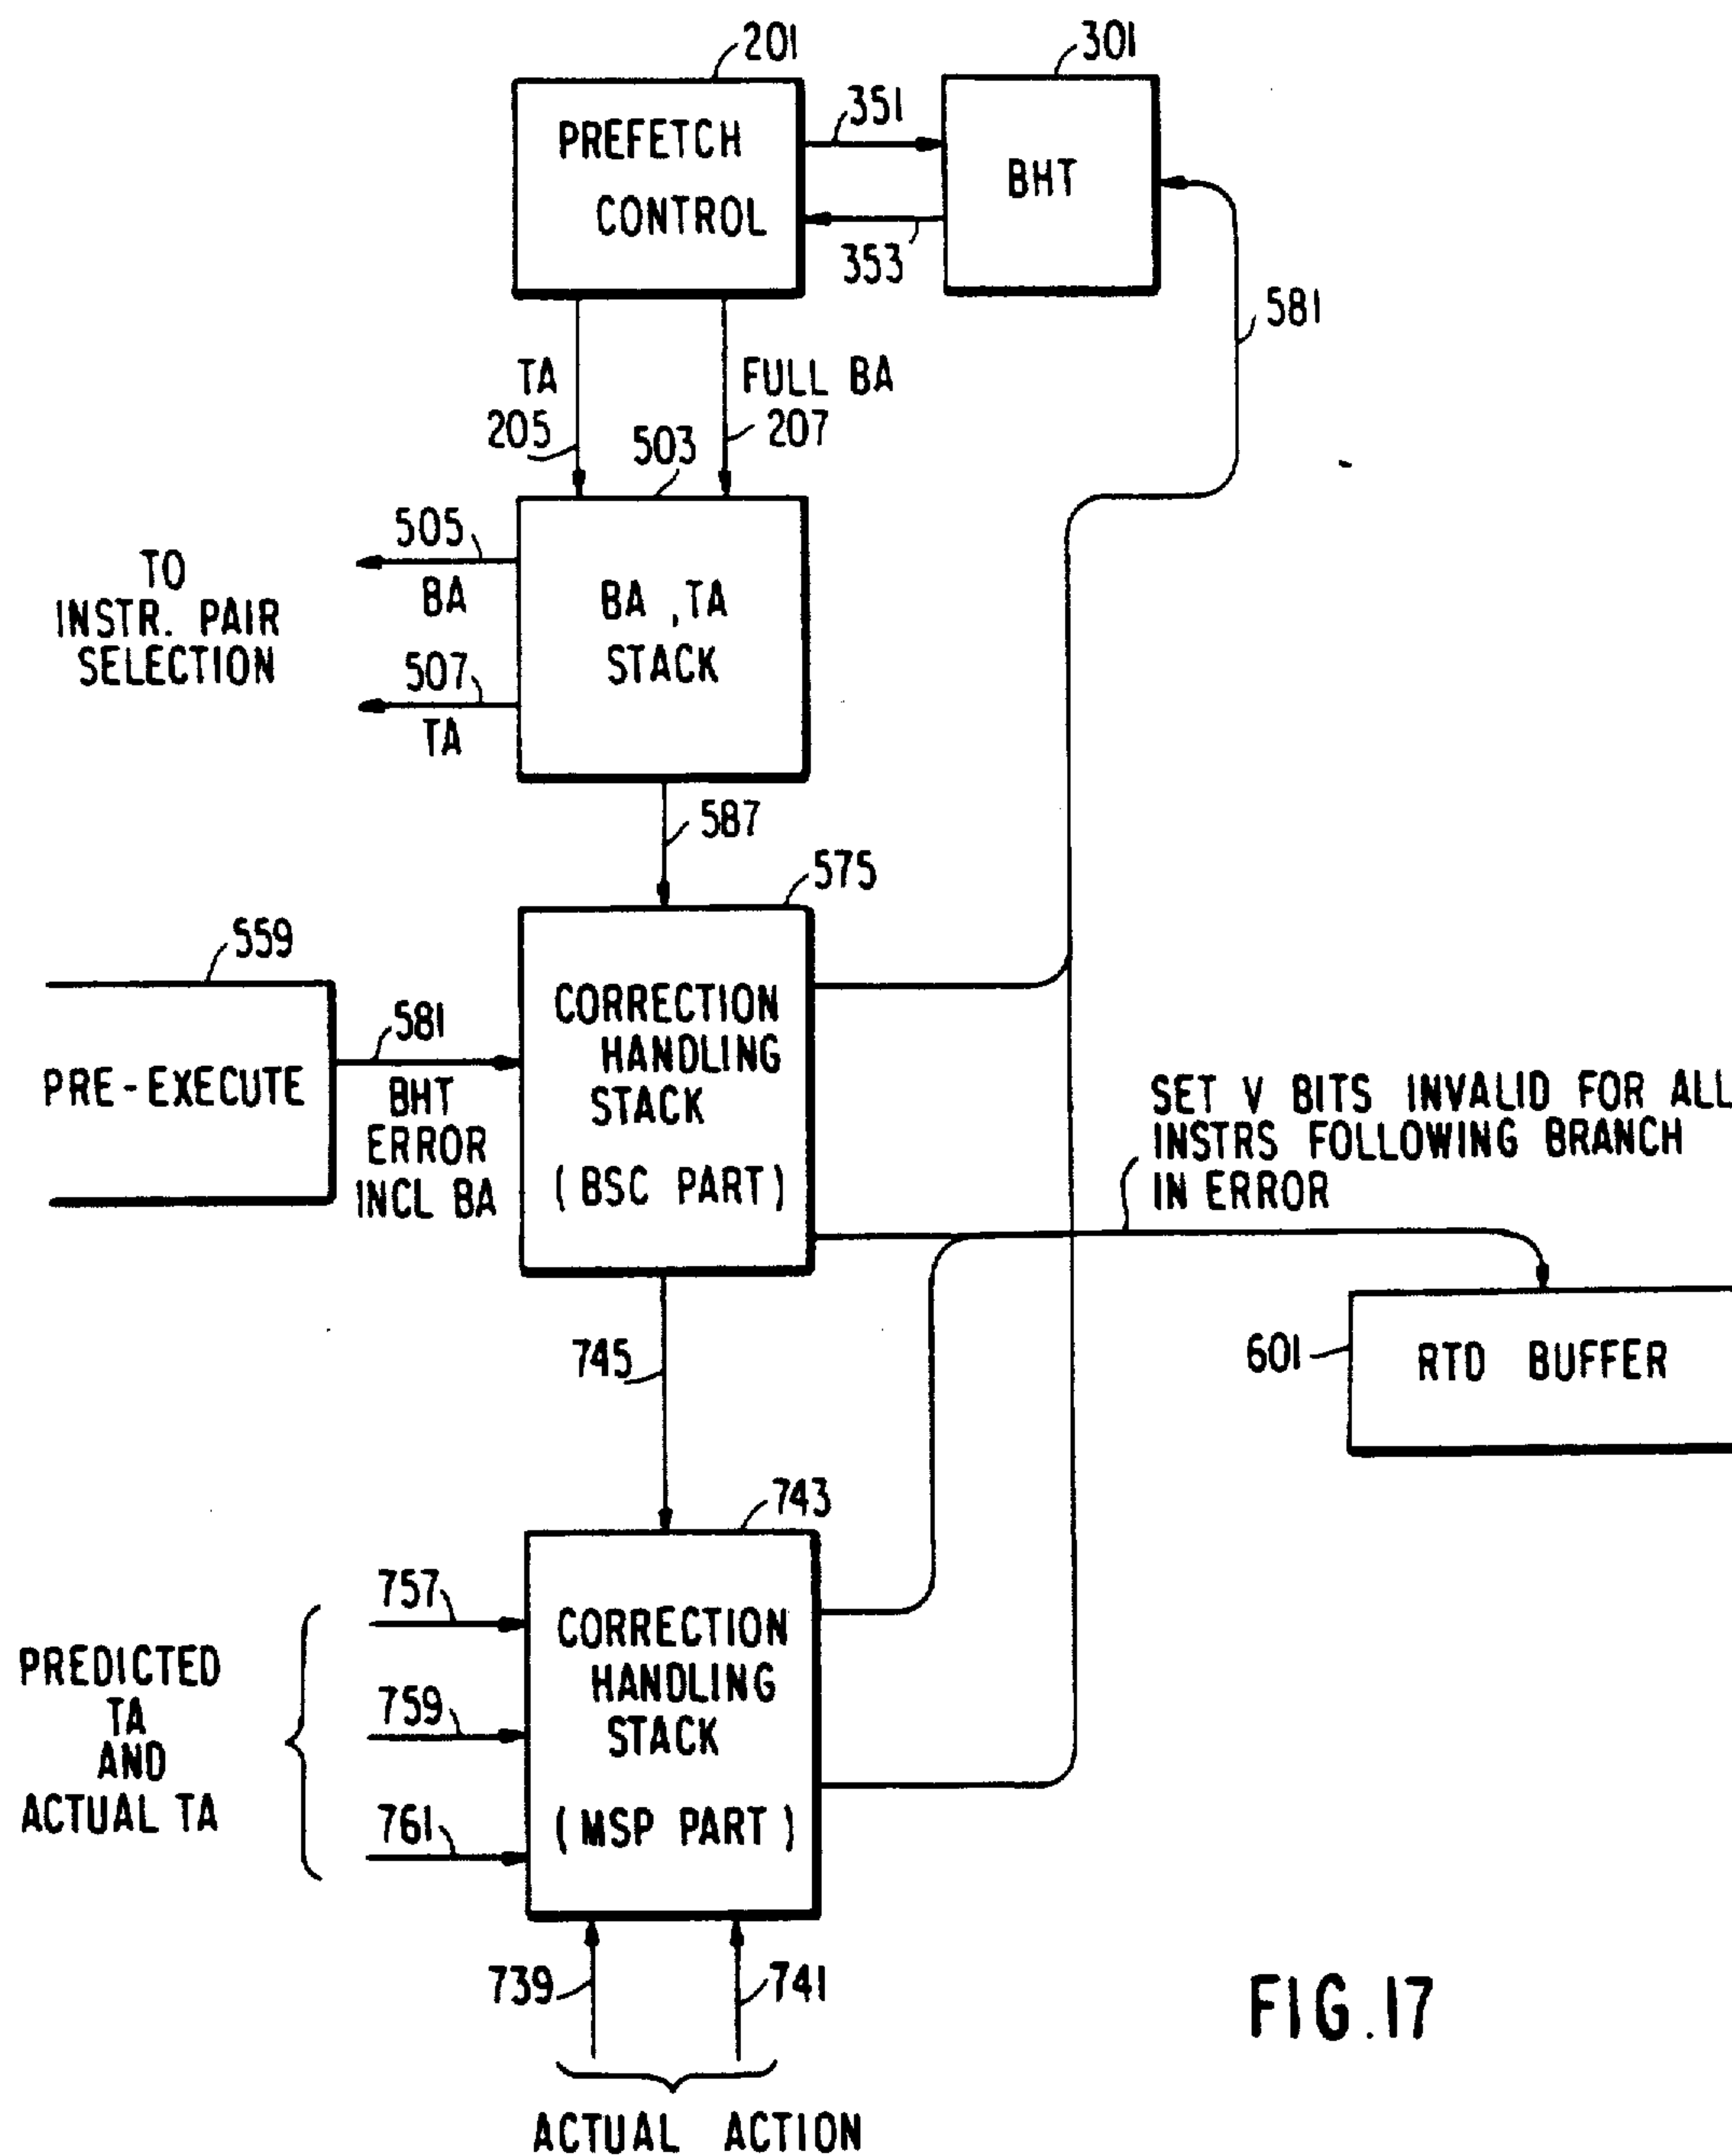 201
301
PREFETCH
CONTROL
351
353
BHT
581
TA
205
FULL BA
207
503
505
BA
507
TA
TO
INSTR. PAIR
SELECTION
BA ,TA
STACK
587
575
559
PRE-EXECUTE
581
BHT
ERROR
INCL BA
CORRECTION
HANDLING
STACK
(BSC PART)
SET V BITS INVALID FOR ALL
INSTRS FOLLOWING BRANCH
IN ERROR
745
601
RTD BUFFER
743
757
759
761
PREDICTED
TA
AND
ACTUAL TA
CORRECTION
HANDLING
STACK
(MSP PART)
739
741
ACTUAL ACTION
FIG.17